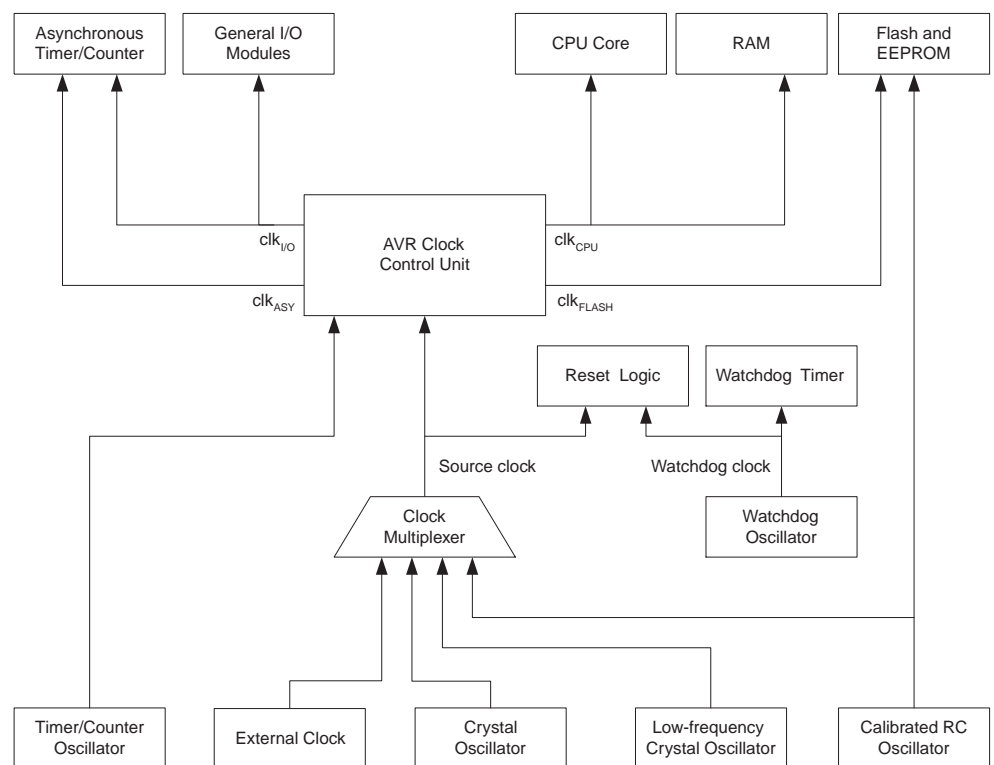 Asynchronous
Timer/Counter
General I/O
Modules
CPU Core
RAM
Flash and
EEPROM
clkI/O
AVR Clock
Control Unit
clkCPU
clkASY
clkFLASH
Reset Logic
Watchdog Timer
Source clock
Watchdog clock
Clock
Multiplexer
Watchdog
Oscillator
Timer/Counter
Oscillator
External Clock
Crystal
Oscillator
Low-frequency
Crystal Oscillator
Calibrated RC
Oscillator